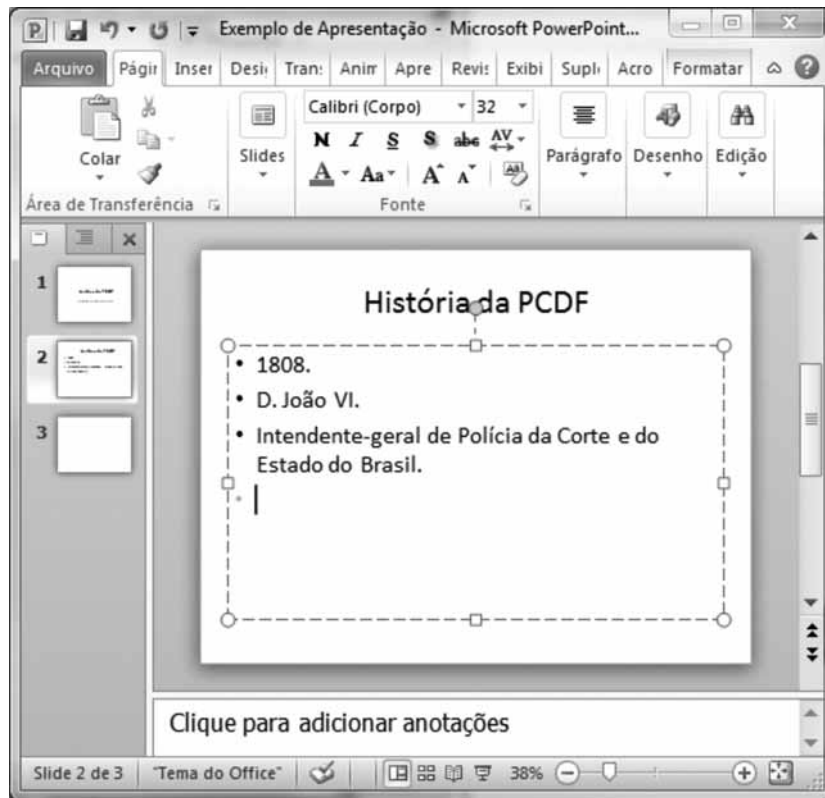 Exemplo de Apresentação - Microsoft PowerPoint...
Arquivo Págir Inser Desi Tran: Anim Apre Revis Exibi Supl Acro Formatar
Calibri (Corpo) 32
N I S S abe AV
A Aa A A
Colar Slides Parágrafo Desenho Edição
Área de Transferência Fonte
1
2
3
História da PCDF
• 1808.
• D. João VI.
• Intendente-geral de Polícia da Corte e do
Estado do Brasil.
Clique para adicionar anotações
Slide 2 de 3 "Tema do Office" 38%